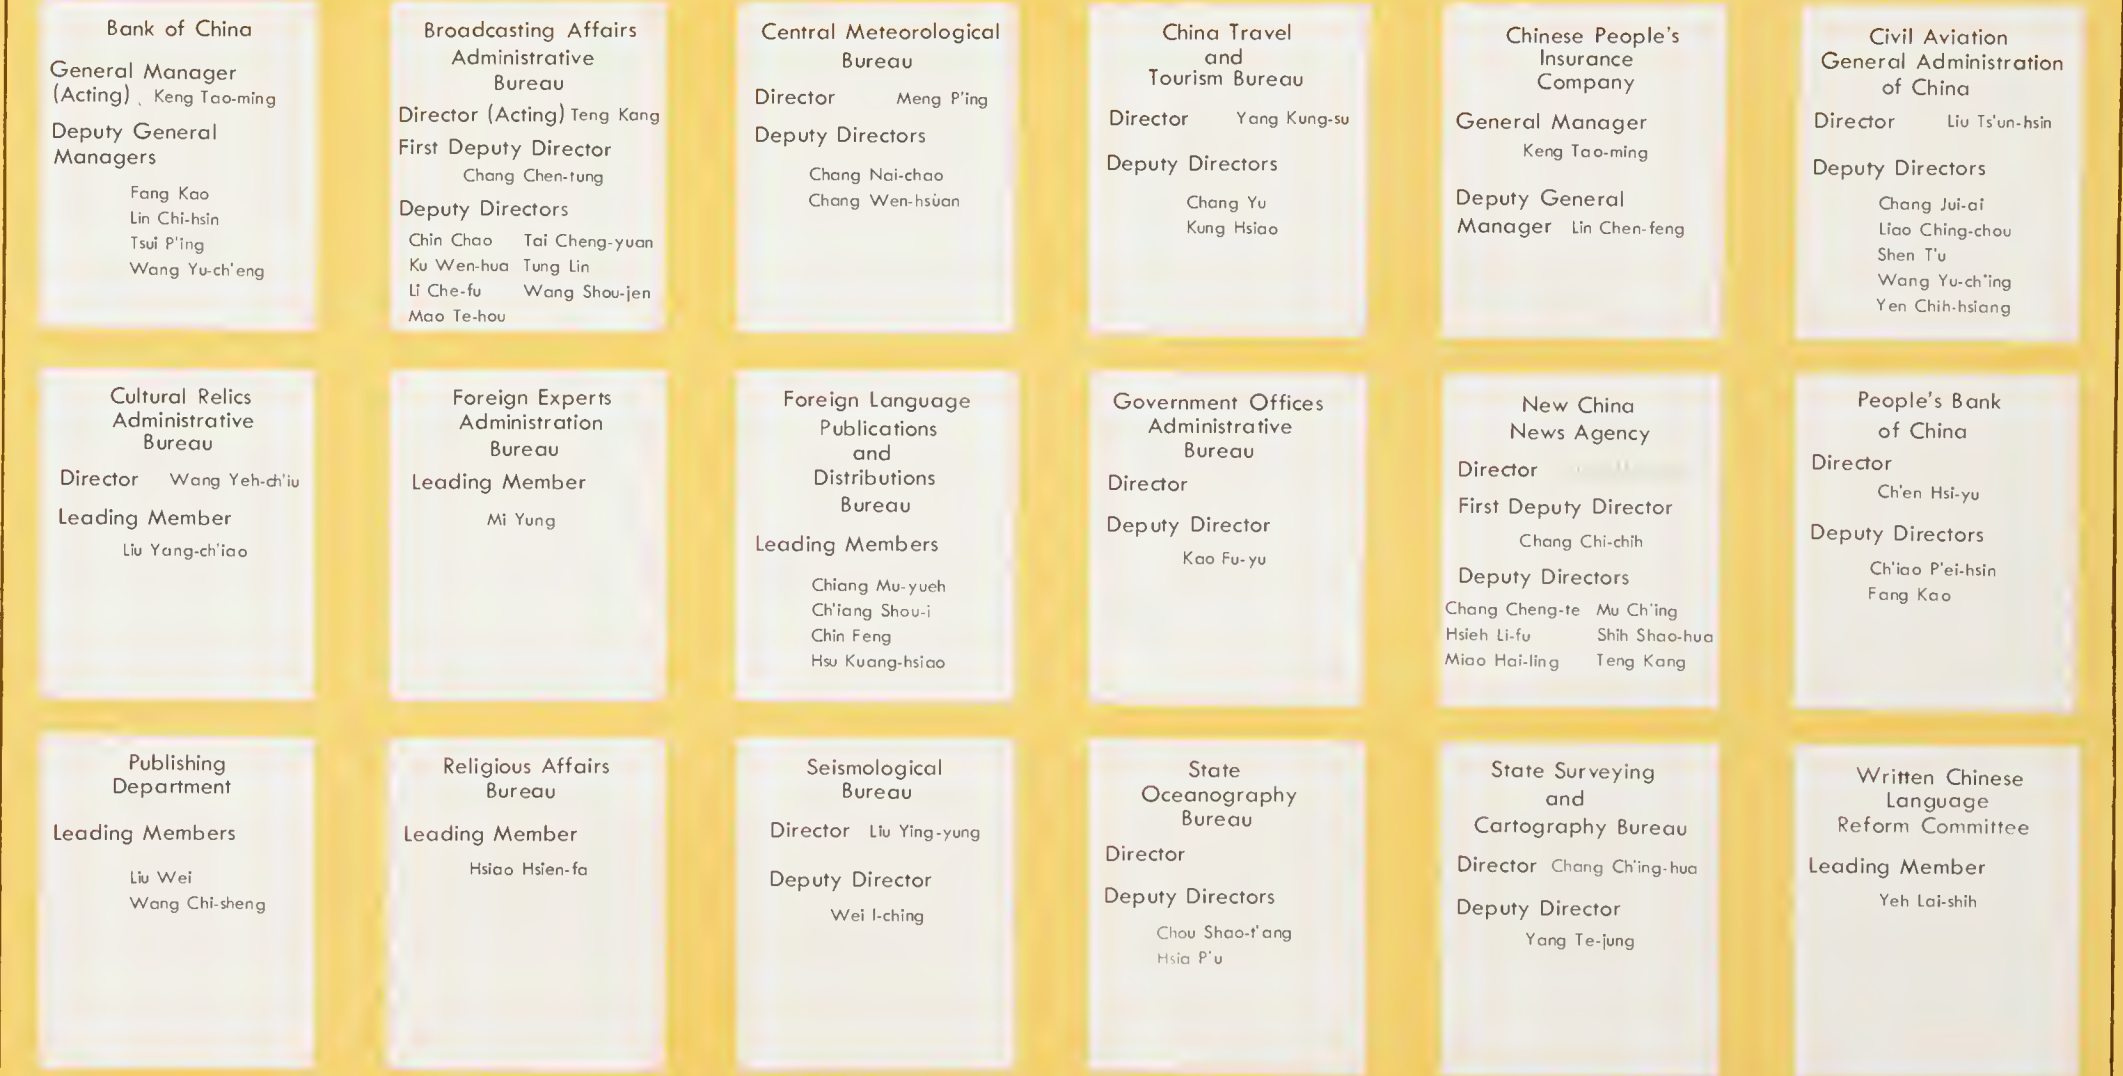 Bank of China
General Manager
(Acting) Keng Tao-ming
Deputy General
Managers
Fang Kao
Lin Chi-hsin
Tsui P'ing
Wang Yu-ch'eng
Broadcasting Affairs
Administrative
Bureau
Director (Acting) Teng Kang
First Deputy Director
Chang Chen-tung
Deputy Directors
Chin Chao Tai Cheng-yuan
Ku Wen-hua Tung Lin
Li Che-fu Wang Shou-jen
Mao Te-hou
Central Meteorological
Bureau
Director Meng P'ing
Deputy Directors
Chang Nai-chao
Chang Wen-hsüan
China Travel
and
Tourism Bureau
Director Yang Kung-su
Deputy Directors
Chang Yu
Kung Hsiao
Chinese People's
Insurance
Company
General Manager
Keng Tao-ming
Deputy General
Manager Lin Chen-feng
Civil Aviation
General Administration
of China
Director Liu Ts'un-hsin
Deputy Directors
Chang Jui-ai
Liao Ching-chou
Shen T'u
Wang Yu-ch'ing
Yen Chih-hsiang
Cultural Relics
Administrative
Bureau
Director Wang Yeh-ch'iu
Leading Member
Liu Yang-ch'iao
Foreign Experts
Administration
Bureau
Leading Member
Mi Yung
Foreign Language
Publications
and
Distributions
Bureau
Leading Members
Chiang Mu-yueh
Ch'iang Shou-i
Chin Feng
Hsu Kuang-hsiao
Government Offices
Administrative
Bureau
Director
Deputy Director
Kao Fu-yu
New China
News Agency
Director
First Deputy Director
Chang Chi-chih
Deputy Directors
Chang Cheng-te Mu Ch'ing
Hsieh Li-fu Shih Shao-hua
Miao Hai-ling Teng Kang
People's Bank
of China
Director
Ch'en Hsi-yu
Deputy Directors
Ch'iao P'ei-hsin
Fang Kao
Publishing
Department
Leading Members
Liu Wei
Wang Chi-sheng
Religious Affairs
Bureau
Leading Member
Hsiao Hsien-fa
Seismological
Bureau
Director Liu Ying-yung
Deputy Director
Wei I-ching
State
Oceanography
Bureau
Director
Deputy Directors
Chou Shao-t'ang
Hsia P'u
State Surveying
and
Cartography Bureau
Director Chang Ch'ing-hua
Deputy Director
Yang Te-jung
Written Chinese
Language
Reform Committee
Leading Member
Yeh Lai-shih